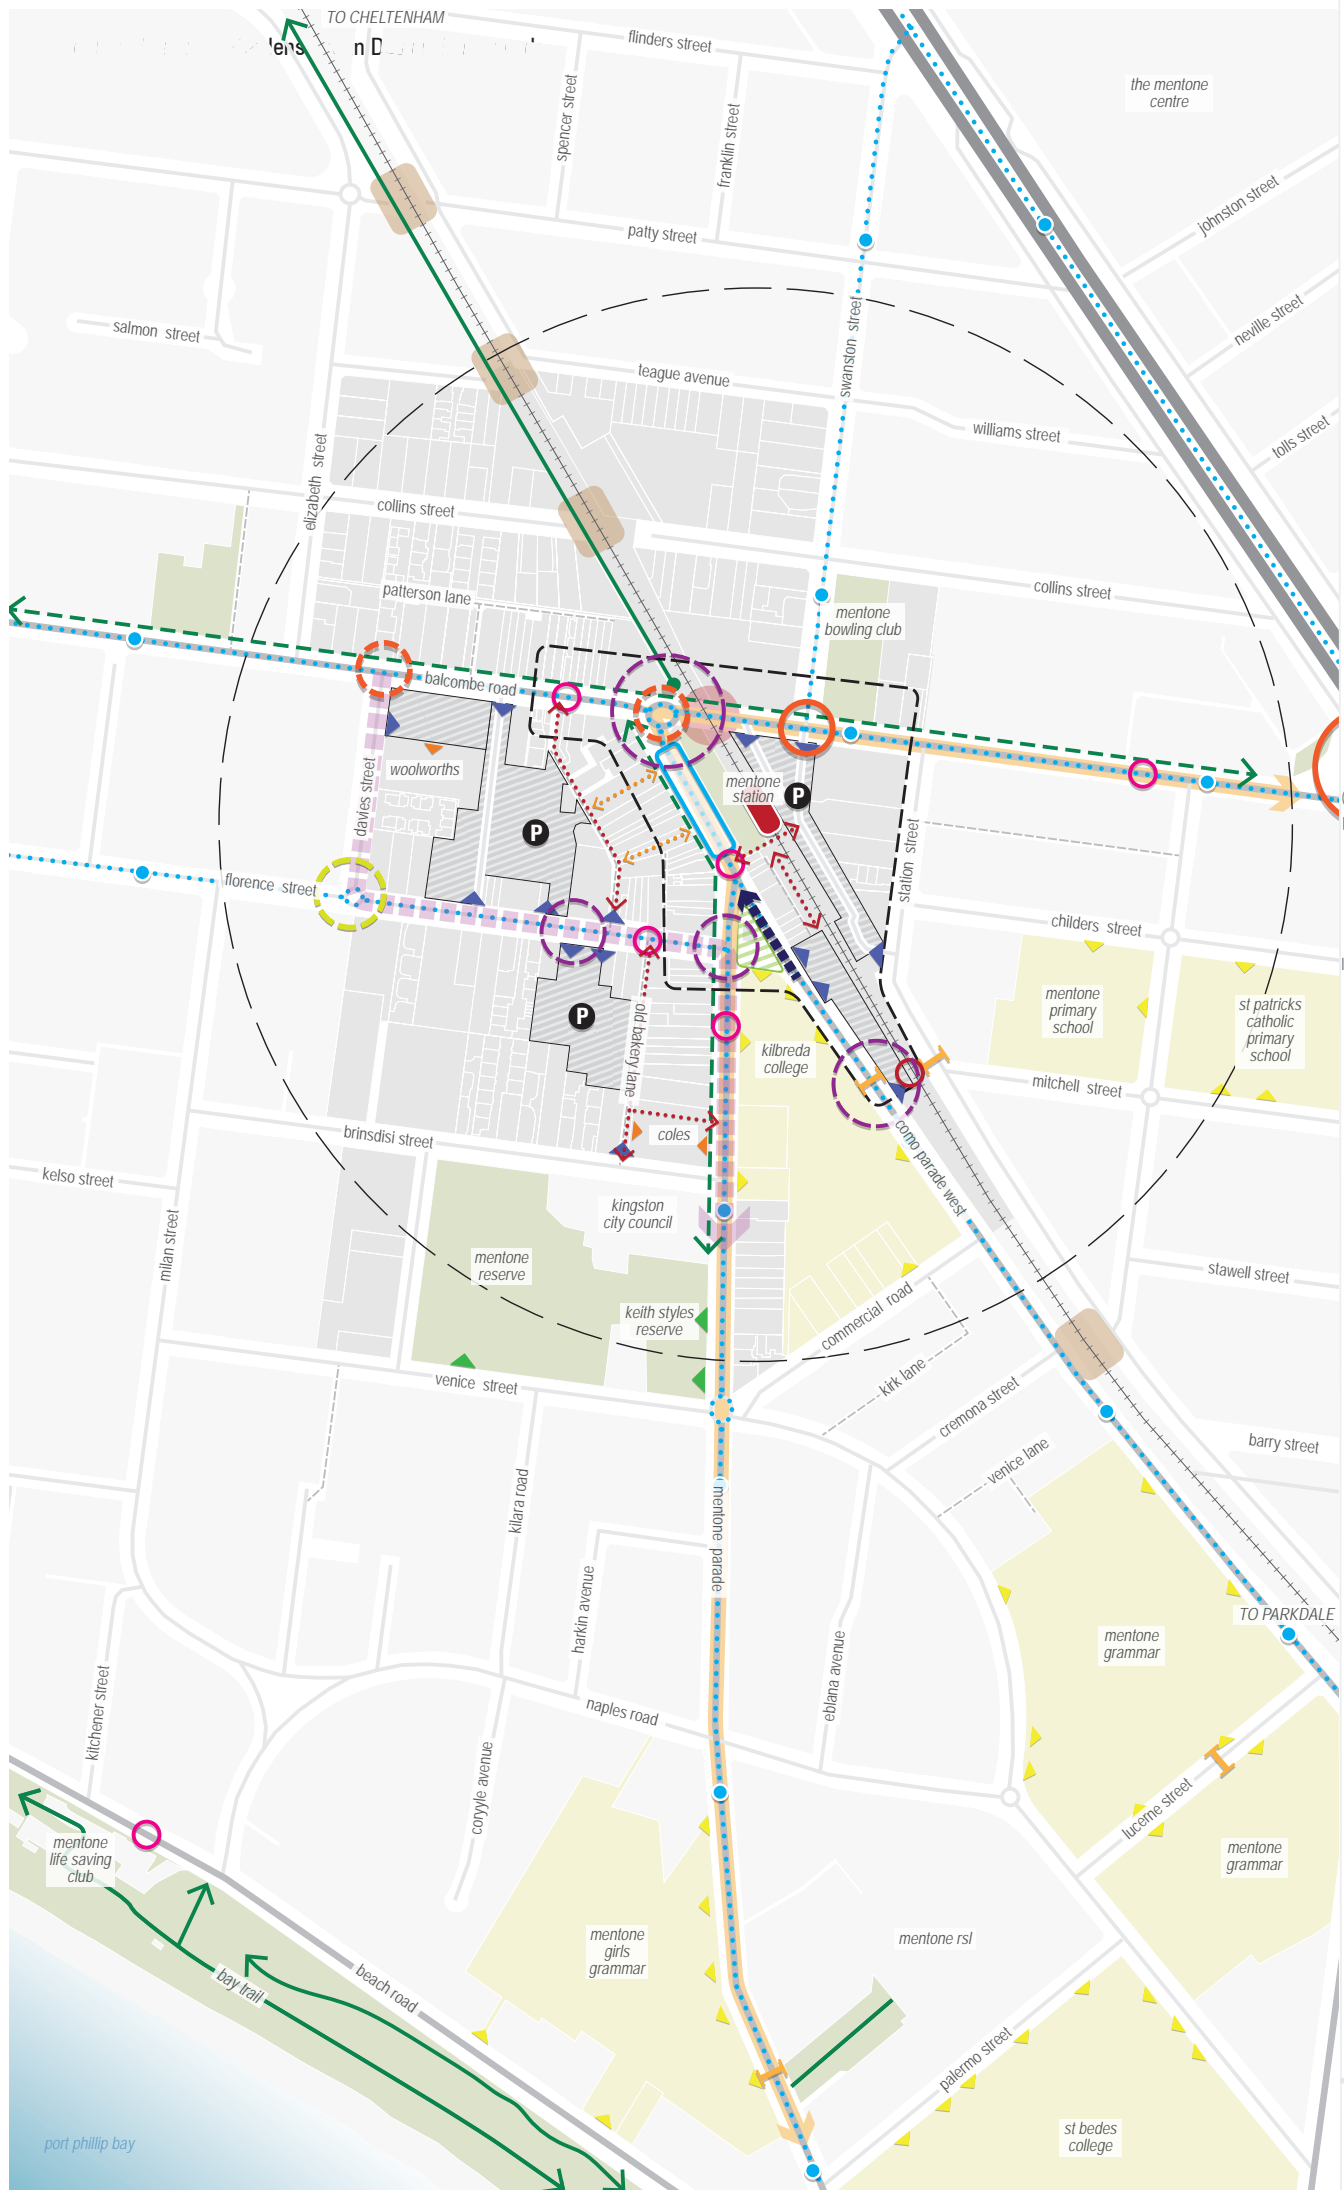 TO CHELTENHAM
flinders street
the mentone
centre
spencer street
franklin street
johnston street
patty street
neville street
salmon street
swanston street
teague avenue
williams street
tolls street
elizabeth street
collins street
collins street
patterson lane
mentone
bowling club
balcombe road
woolworths
mentone
station
P
davies street
P
station street
florence street
childers street
mentone
primary
school
st patricks
catholic
primary
school
P
old bakery lane
kilbreda
college
mitchell street
brinsdisi street
coles
como parade west
kelso street
kingston
city council
milan street
mentone
reserve
stawell street
keith styles
reserve
commercial road
venice street
kirk lane
cremona street
barry street
venice lane
kilara road
mentone parade
harkin avenue
TO PARKDALE
mentone
grammar
eblana avenue
kitchener street
naples road
coryyle avenue
lucerne street
mentone
life saving
club
mentone
grammar
mentone
girls
grammar
mentone rsl
bay trail
beach road
palermo street
port phillip bay
st bedes
college